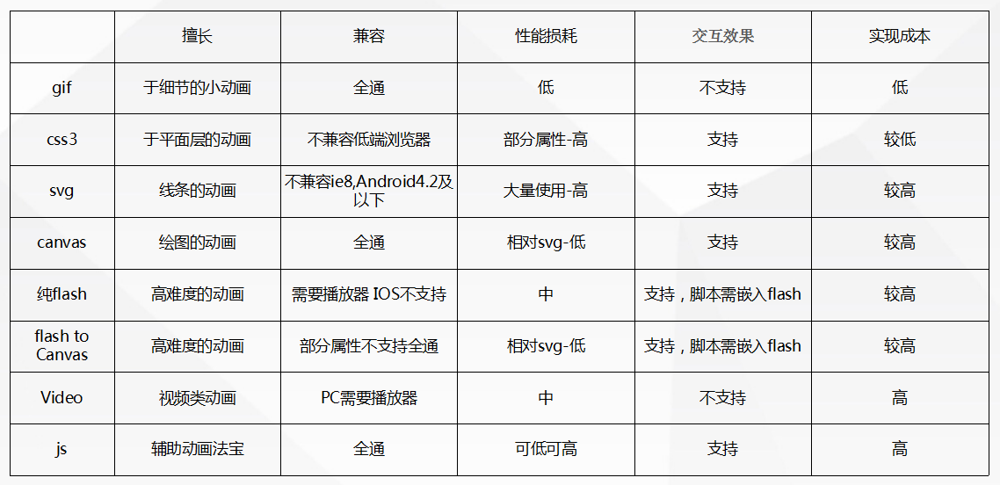 擅长 兼容 性能损耗 交互效果 实现成本
gif 于细节的小动画 全通 低 不支持 低
css3 于平面层的动画 不兼容低端浏览器 部分属性-高 支持 较低
svg 线条的动画 不兼容ie8,Android4.2及
以下 大量使用-高 支持 较高
canvas 绘图的动画 全通 相对svg-低 支持 较高
纯flash 高难度的动画 需要播放器 IOS不支持 中 支持，脚本需嵌入flash 较高
flash to
Canvas 高难度的动画 部分属性不支持全通 相对svg-低 支持，脚本需嵌入flash 较高
Video 视频类动画 PC需要播放器 中 不支持 高
js 辅助动画法宝 全通 可低可高 支持 高